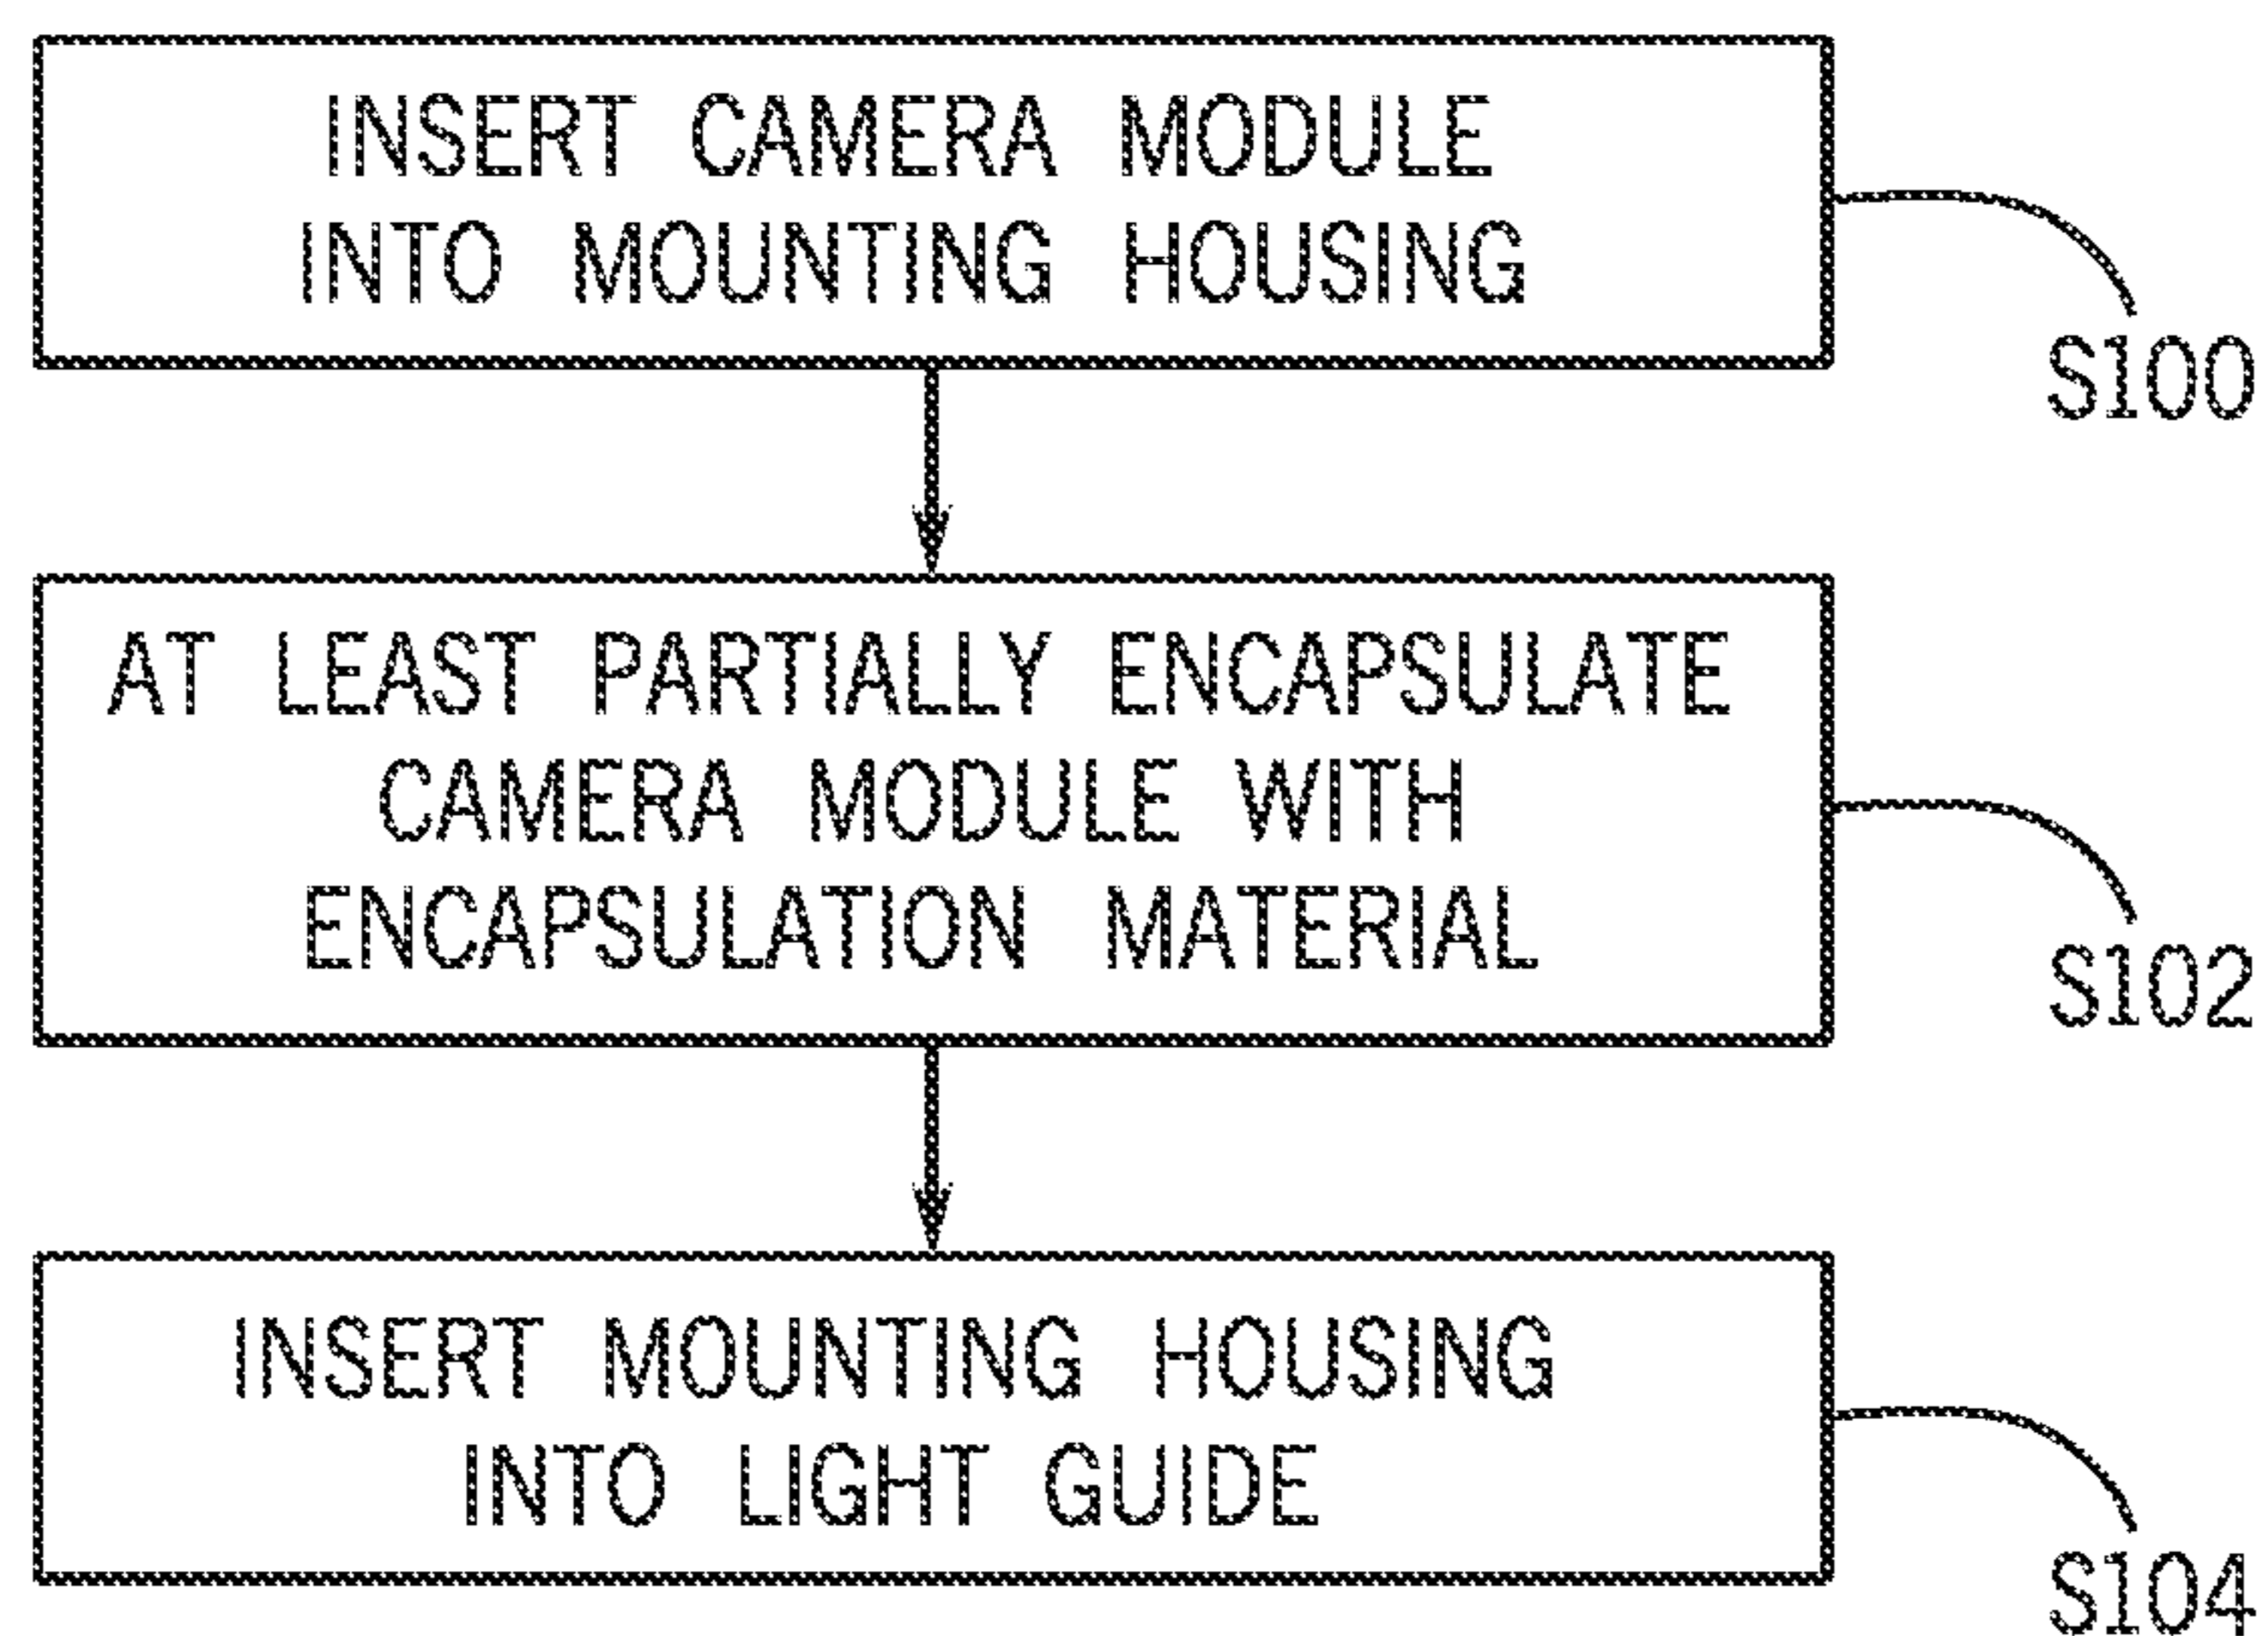 INSERT CAMERA MODULE
INTO MOUNTING HOUSING
S100
AT LEAST PARTIALLY ENCAPSULATE
CAMERA MODULE WITH
ENCAPSULATION MATERIAL
S102
INSERT MOUNTING HOUSING
INTO LIGHT GUIDE
S104